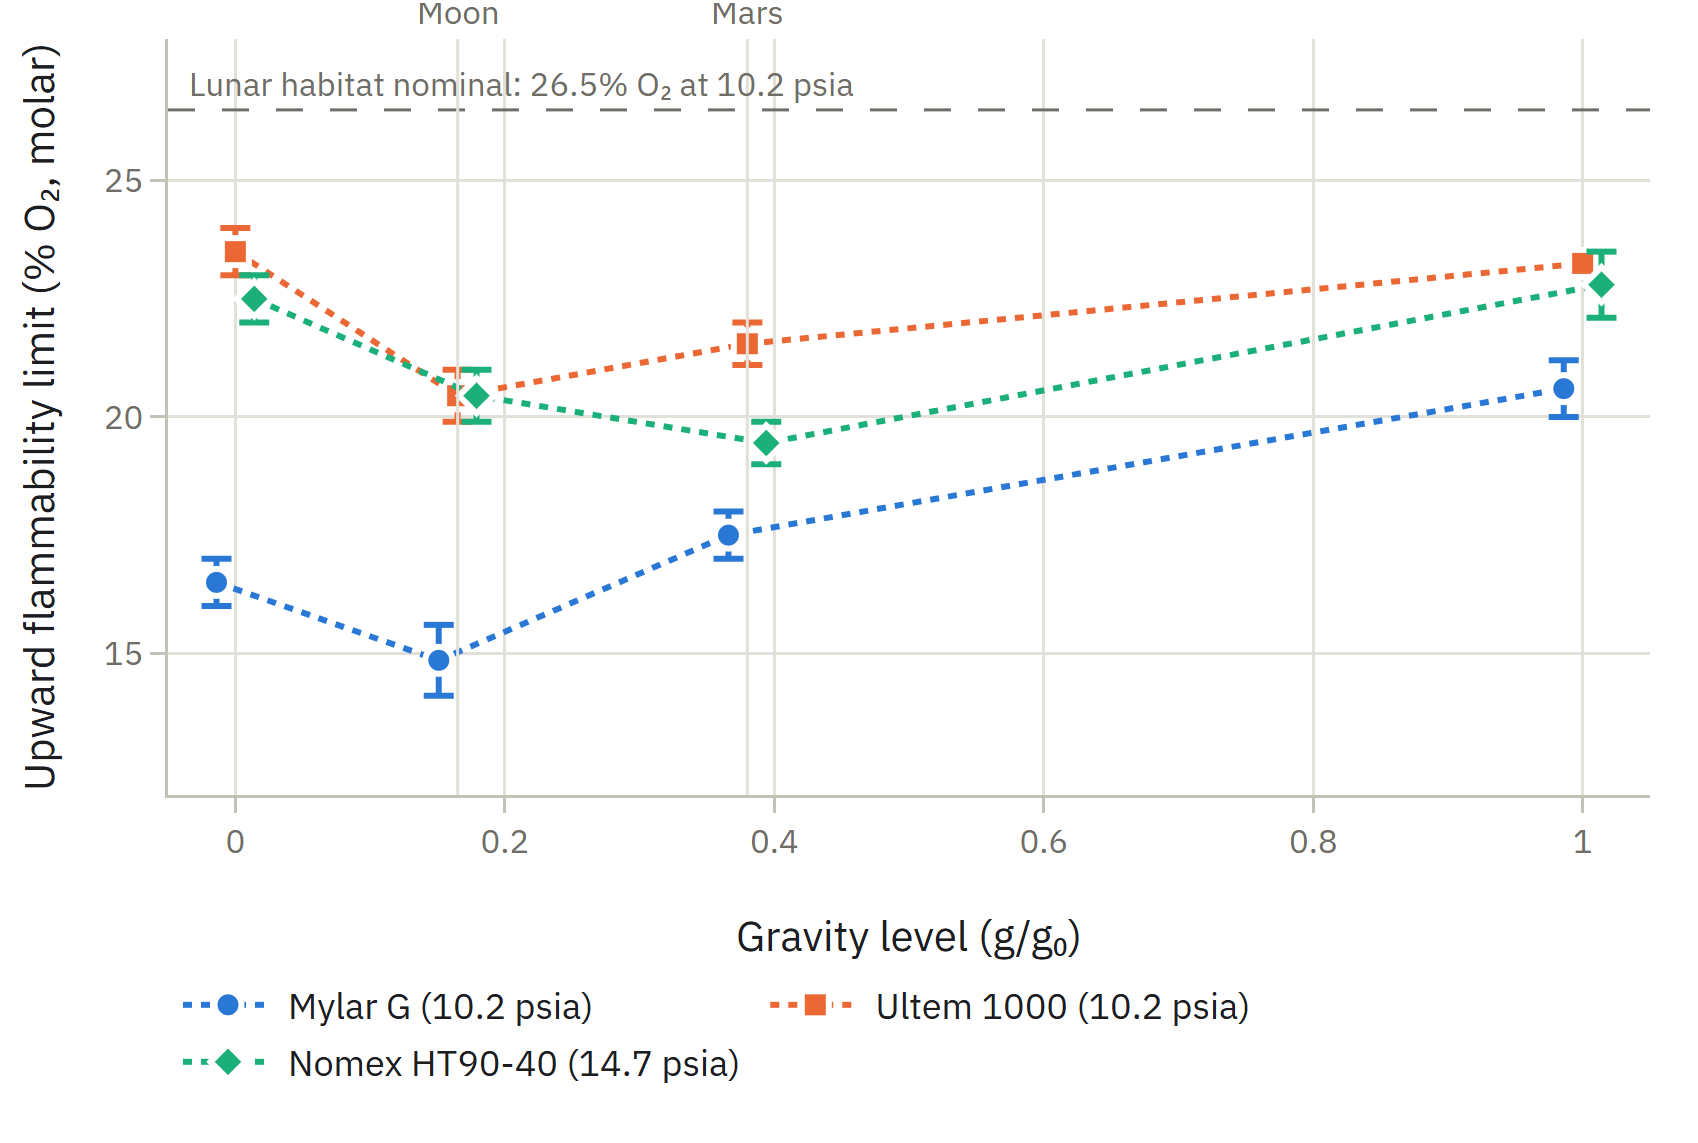 Moon
Mars
Lunar habitat nominal: 26.5% O₂ at 10.2 psia
Upward flammability limit (% O₂, molar)
25
20
15
0
0.2
0.4
0.6
0.8
1
Gravity level (g/g₀)
Mylar G (10.2 psia)
Ultem 1000 (10.2 psia)
Nomex HT90-40 (14.7 psia)